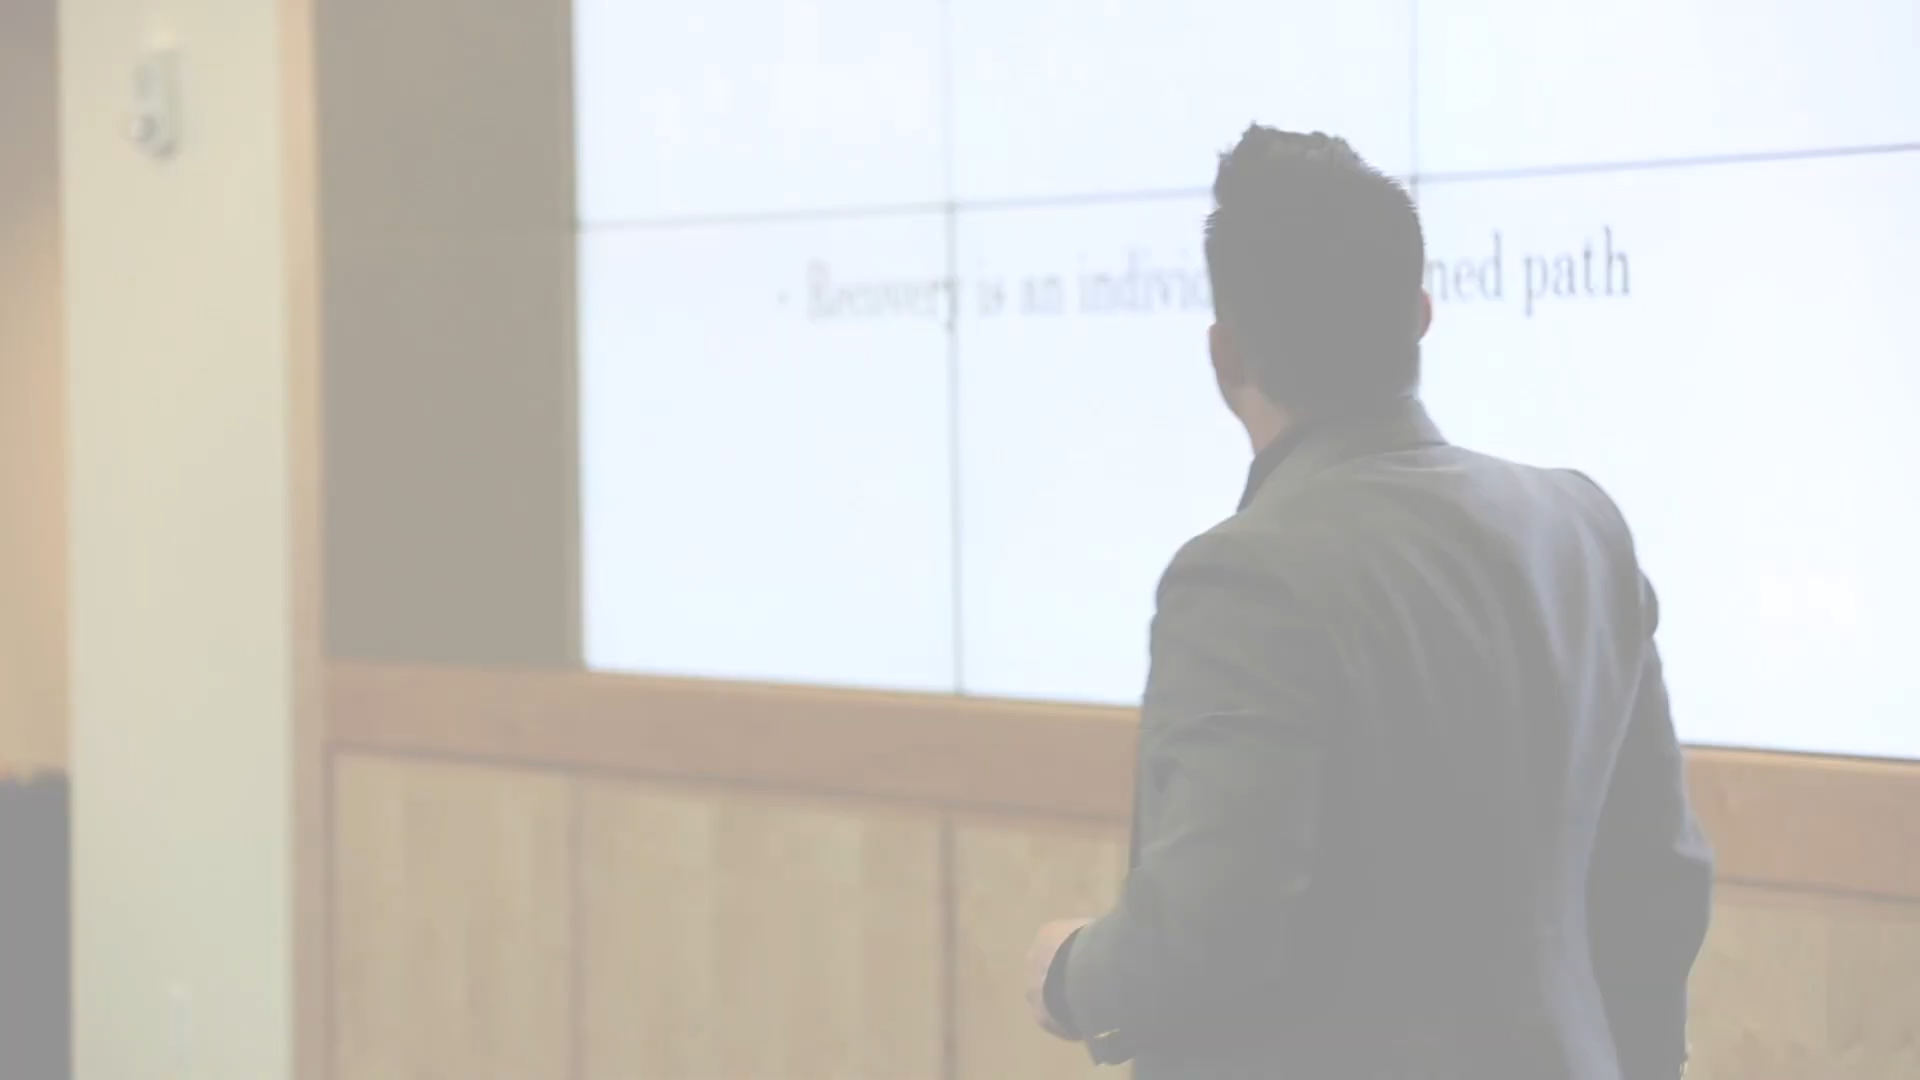 · Recovery is an individ ned path